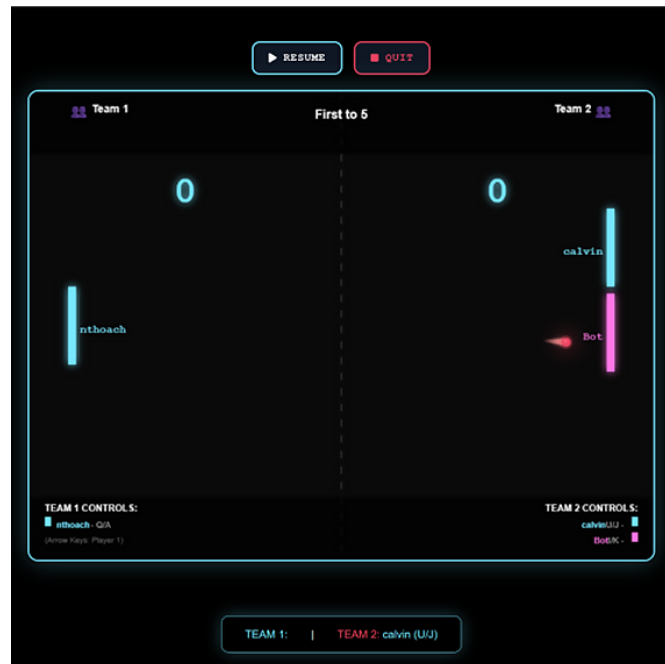 RESUME QUIT
Team 1 First to 5 Team 2
0 0
calvin
nthoach
Bot
TEAM 1 CONTROLS: TEAM 2 CONTROLS:
nthoach - Q/A calvinU/J -
(Arrow Keys: Player 1) BotI/K -
TEAM 1: | TEAM 2: calvin (U/J)